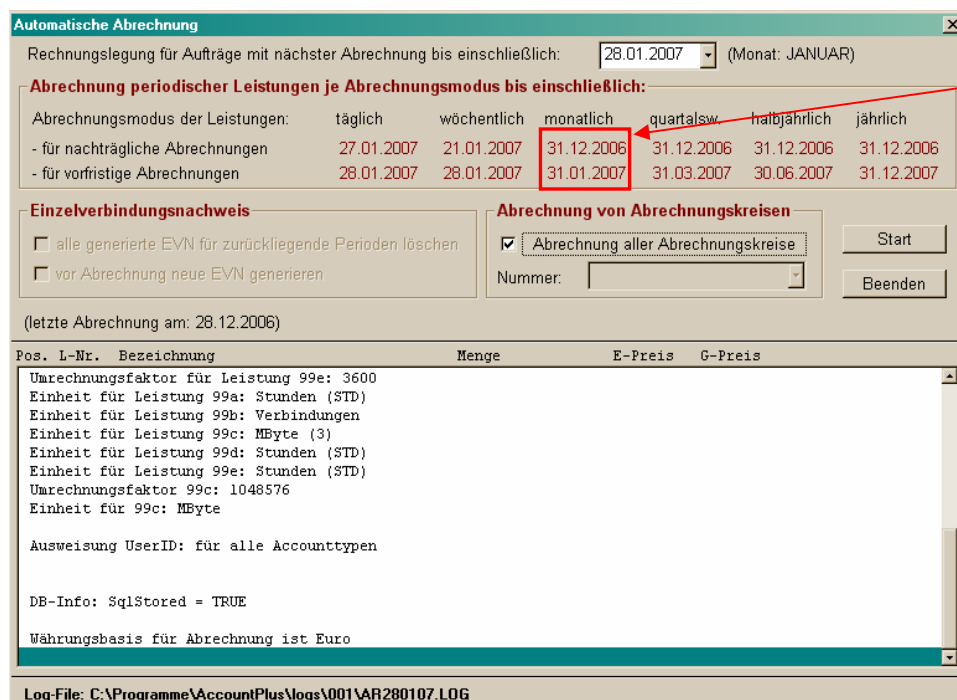 Automatische Abrechnung
Rechnungslegung für Aufträge mit nächster Abrechnung bis einschließlich: 28.01.2007 (Monat: JANUAR)
Abrechnung periodischer Leistungen je Abrechnungsmodus bis einschließlich:
Abrechnungsmodus der Leistungen: täglich wöchentlich monatlich quartalsw. halbjährlich jährlich
- für nachträgliche Abrechnungen 27.01.2007 21.01.2007 31.12.2006 31.12.2006 31.12.2006 31.12.2006
- für vorfristige Abrechnungen 28.01.2007 28.01.2007 31.01.2007 31.03.2007 30.06.2007 31.12.2007
Einzelverbindungsnachweis
alle generierte EVN für zurückliegende Perioden löschen
vor Abrechnung neue EVN generieren
Abrechnung von Abrechnungskreisen
Abrechnung aller Abrechnungskreise
Nummer:
Start
Beenden
(letzte Abrechnung am: 28.12.2006)
Pos. L-Nr. Bezeichnung Menge E-Preis G-Preis
Umrechnungsfaktor für Leistung 99e: 3600
Einheit für Leistung 99a: Stunden (STD)
Einheit für Leistung 99b: Verbindungen
Einheit für Leistung 99c: MByte (3)
Einheit für Leistung 99d: Stunden (STD)
Einheit für Leistung 99e: Stunden (STD)
Umrechnungsfaktor 99c: 1048576
Einheit für 99c: MByte
Ausweisung UserID: für alle Accounttypen
DB-Info: SqlStored = TRUE
Währungsbasis für Abrechnung ist Euro
Log-File: C:\Programme\AccountPlus\logs\001\AR280107.LOG